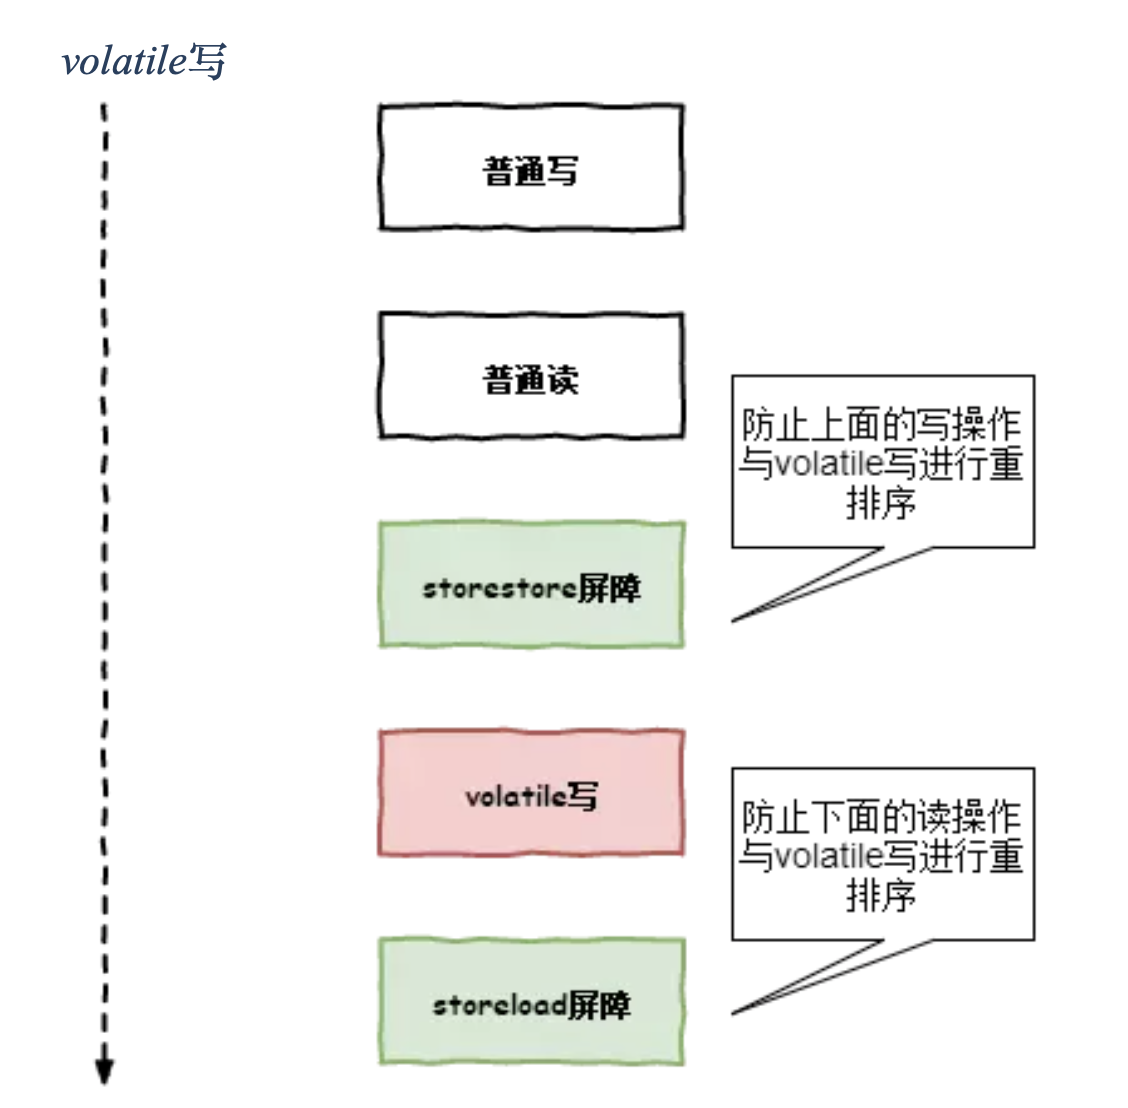 volatile写
普通写
普通读
防止上面的写操作
与volatile写进行重
排序
storestore屏障
volatile写
防止下面的读操作
与volatile写进行重
排序
storeload屏障